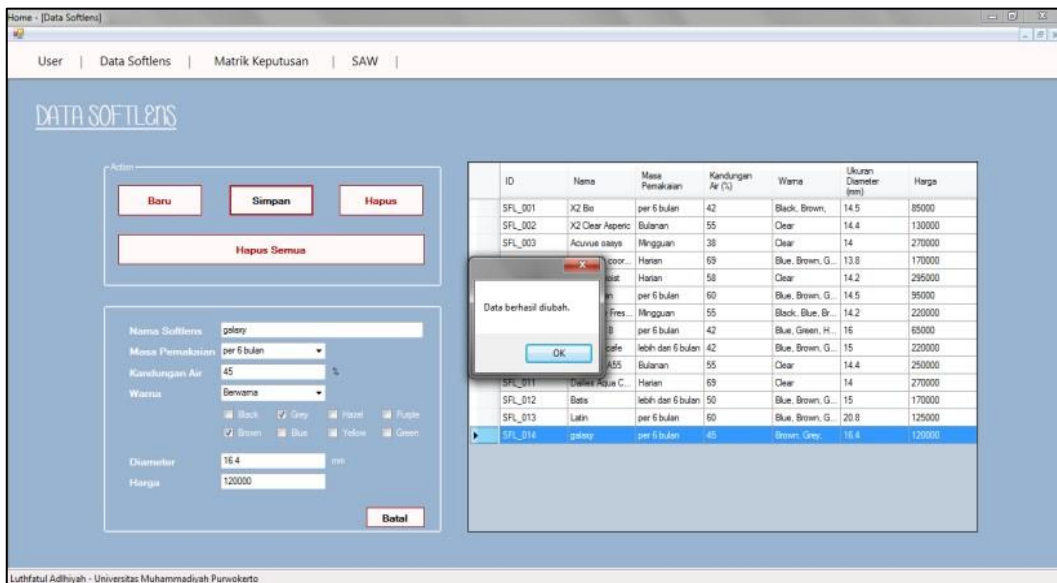 Home - [Data Softlens]
User | Data Softlens | Matrik Keputusan | SAW |
DATA SOFTLENS
Action
Baru Simpan Hapus
Hapus Semua
Nama Softlens galaxy
Masa Pemakaian per 6 bulan
Kandungan Air 45 %
Warna Berwarna
Black Grey Hazel Purple
Brown Blue Yellow Green
Diameter 16.4 mm
Harga 120000
Batal
ID Nama Masa Pemakaian Kandungan Air (%) Warna Ukuran Diameter (mm) Harga
SFL_001 X2 Bio per 6 bulan 42 Black, Brown, 14.5 85000
SFL_002 X2 Clear Asperic Bulanan 55 Clear 14.4 130000
SFL_003 Acuvue oasys Mingguan 38 Clear 14 270000
coor... Harian 69 Blue, Brown, G... 13.8 170000
oist Harian 58 Clear 14.2 295000
per 6 bulan 60 Blue, Brown, G... 14.5 95000
Fres... Mingguan 55 Black, Blue, Br... 14.2 220000
per 6 bulan 42 Blue, Green, H... 16 65000
cafe lebih dari 6 bulan 42 Blue, Brown, G... 15 220000
A55 Bulanan 55 Clear 14.4 250000
SFL_011 Dailies Aqua C... Harian 69 Clear 14 270000
SFL_012 Batis lebih dari 6 bulan 50 Blue, Brown, G... 15 170000
SFL_013 Latin per 6 bulan 60 Blue, Brown, G... 20.8 125000
SFL_014 galaxy per 6 bulan 45 Brown, Grey, 16.4 120000
Data berhasil diubah.
OK
Luthfatul Adlhiyah - Universitas Muhammadiyah Purwokerto